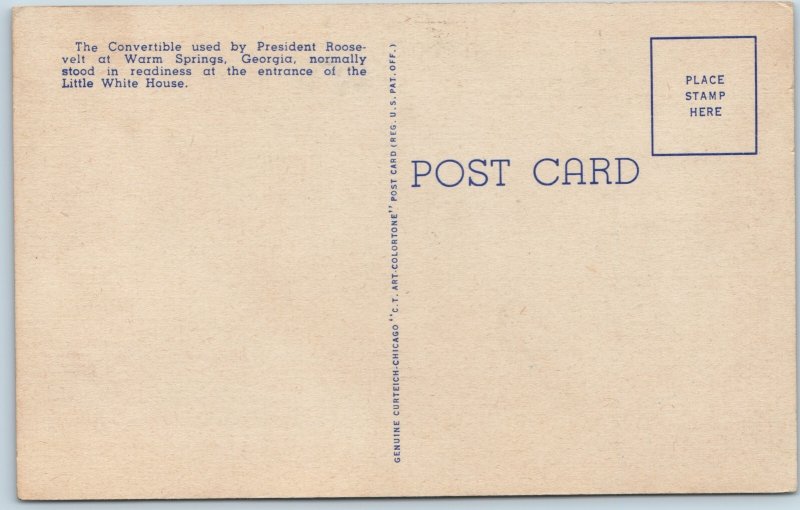 The Convertible used by President Roose-
velt at Warm Springs, Georgia, normally
stood in readiness at the entrance of the
Little White House.
GENUINE CURTEICH-CHICAGO "C.T. ART-COLORTONE" POST CARD (REG. U.S. PAT. OFF.)
POST CARD
PLACE
STAMP
HERE